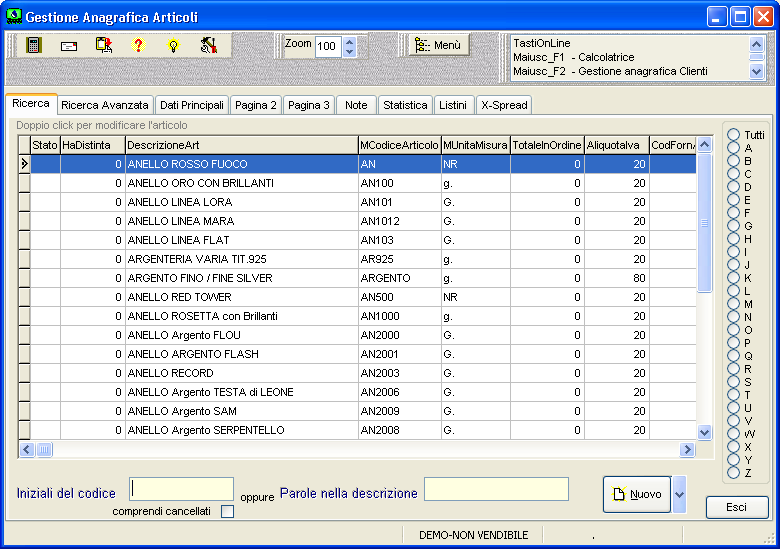 Gestione Anagrafica Articoli
Zoom 100 Menù
TastiOnLine
Maiusc_F1 - Calcolatrice
Maiusc_F2 - Gestione anagrafica Clienti
Ricerca Ricerca Avanzata Dati Principali Pagina 2 Pagina 3 Note Statistica Listini X-Spread
Doppio click per modificare l'articolo
Stato HaDistinta DescrizioneArt MCodiceArticolo MUnitaMisura TotaleInOrdine AliquotaIva CodForn
0 ANELLO ROSSO FUOCO AN NR 0 20
0 ANELLO ORO CON BRILLANTI AN100 g. 0 20
0 ANELLO LINEA LORA AN101 G. 0 20
0 ANELLO LINEA MARA AN1012 G. 0 20
0 ANELLO LINEA FLAT AN103 G. 0 20
0 ARGENTERIA VARIA TIT.925 AR925 g. 0 20
0 ARGENTO FINO / FINE SILVER ARGENTO g. 0 80
0 ANELLO RED TOWER AN500 NR 0 20
0 ANELLO ROSETTA con Brillanti AN1000 g. 0 20
0 ANELLO Argento FLOU AN2000 G. 0 20
0 ANELLO ARGENTO FLASH AN2001 G. 0 20
0 ANELLO RECORD AN2003 G. 0 20
0 ANELLO Argento TESTA di LEONE AN2006 G. 0 20
0 ANELLO Argento SAM AN2009 G. 0 20
0 ANELLO Argento SERPENTELLO AN2008 G. 0 20
Tutti
A
B
C
D
E
F
G
H
I
J
K
L
M
N
O
P
Q
R
S
T
U
V
W
X
Y
Z
Iniziali del codice oppure Parole nella descrizione Nuovo
comprendi cancellati Esci
DEMO-NON VENDIBILE .